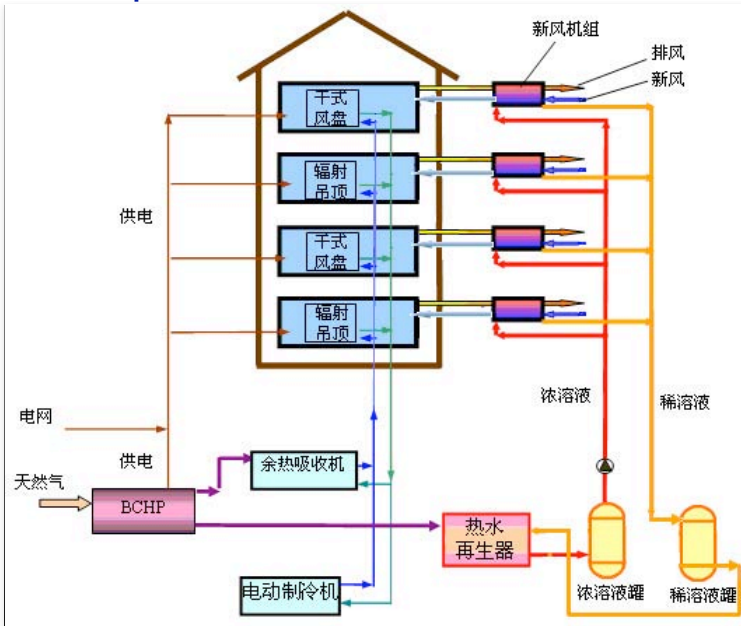 新风机组
排风
新风
干式
风盘
辐射
吊顶
供电
干式
风盘
辐射
吊顶
浓溶液
稀溶液
电网
供电
余热吸收机
天然气
BCHP
热水
再生器
电动制冷机
浓溶液罐
稀溶液罐